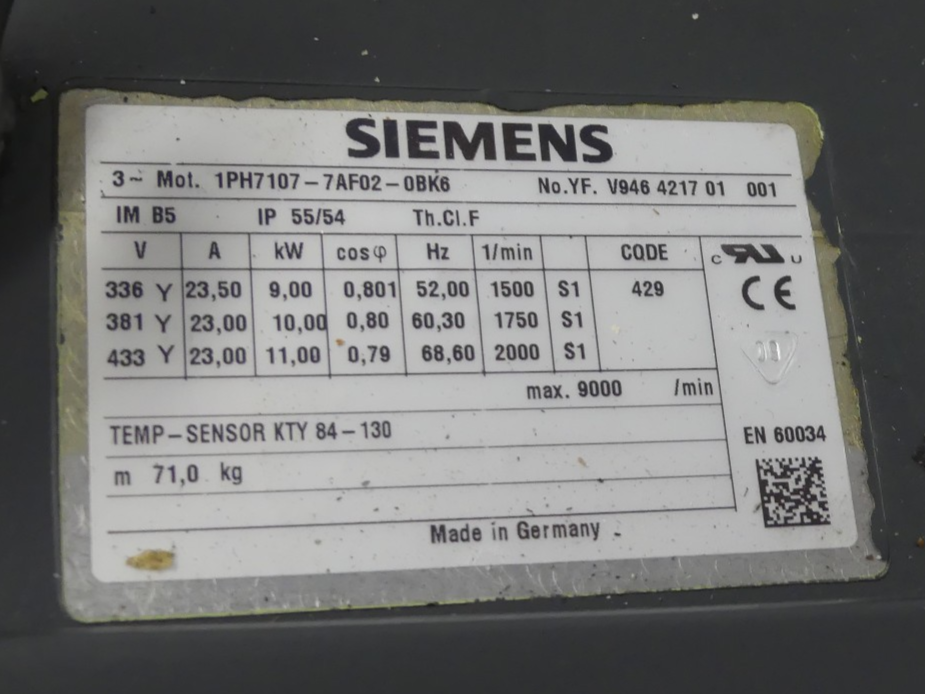 SIEMENS
3~ Mot. 1PH7107-7AF02-0BK6 No.YF. V946 4217 01 001
IM B5 IP 55/54 Th.Cl.F
V A kW cosφ Hz 1/min CODE
336 Y 23,50 9,00 0,801 52,00 1500 S1 429
381 Y 23,00 10,00 0,80 60,30 1750 S1
433 Y 23,00 11,00 0,79 68,60 2000 S1
c RU US
CE
max. 9000 /min
TEMP-SENSOR KTY 84-130
EN 60034
m 71,0 kg
Made in Germany